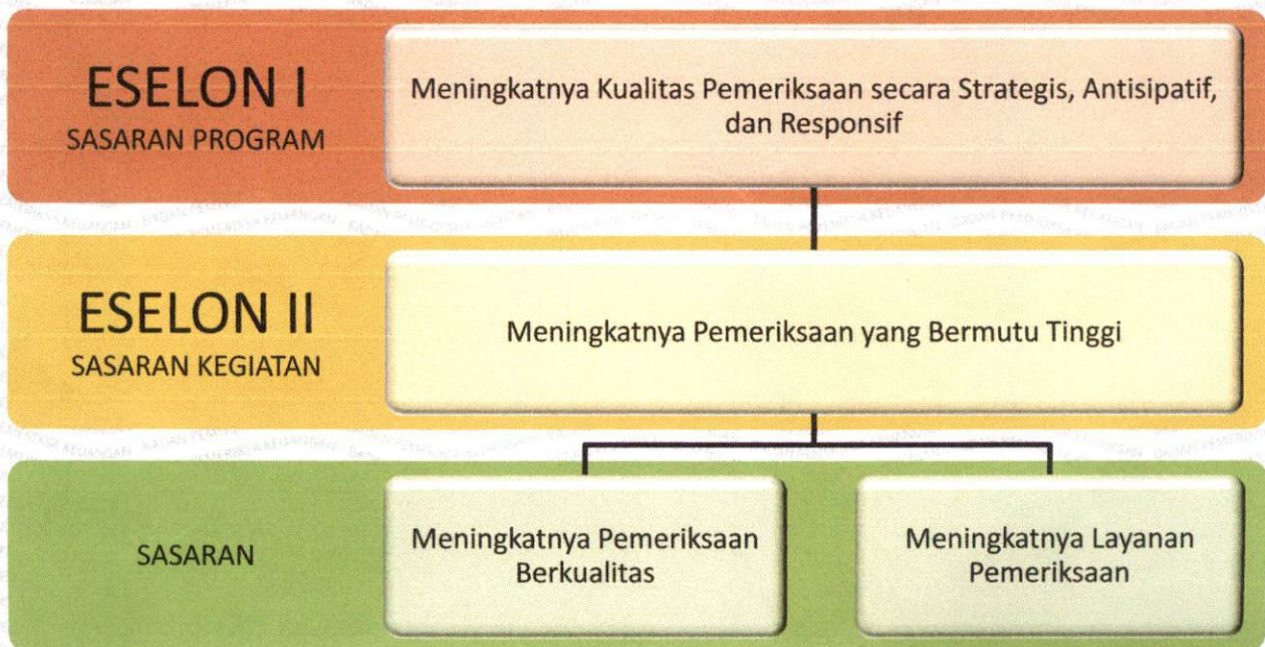 ESELON I
SASARAN PROGRAM
Meningkatnya Kualitas Pemeriksaan secara Strategis, Antisipatif,
dan Responsif
ESELON II
SASARAN KEGIATAN
Meningkatnya Pemeriksaan yang Bermutu Tinggi
SASARAN
Meningkatnya Pemeriksaan
Berkualitas
Meningkatnya Layanan
Pemeriksaan